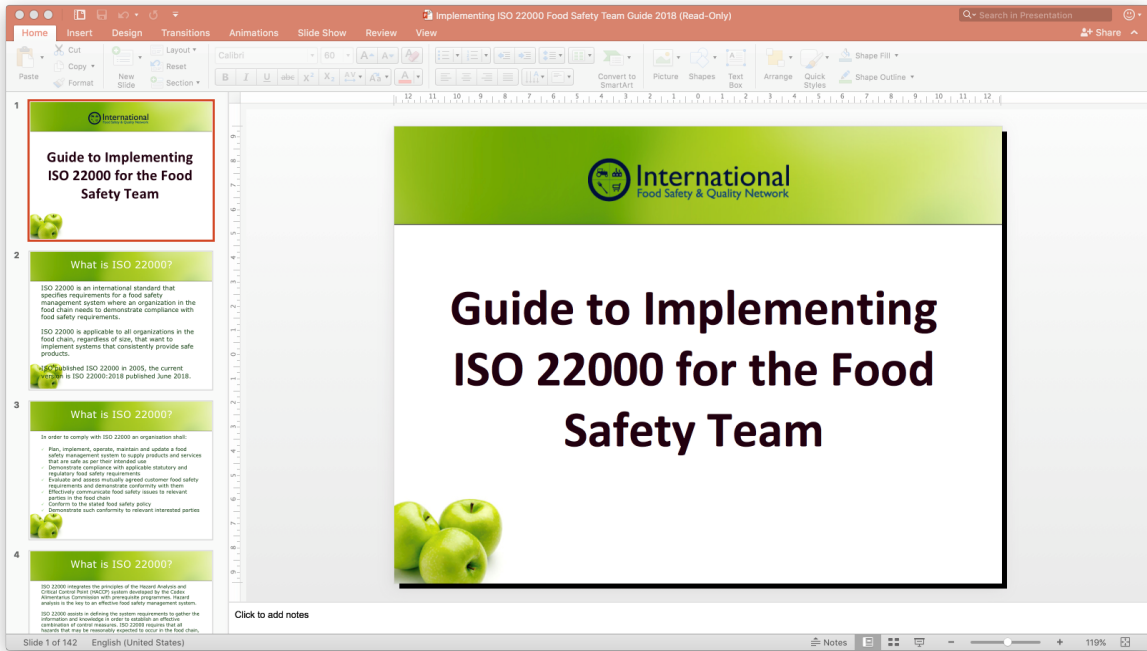 Implementing ISO 22000 Food Safety Team Guide 2018 (Read-Only)
Search in Presentation
Home Insert Design Transitions Animations Slide Show Review View
Share
Paste
Cut
Copy
Format
New Slide
Layout
Reset
Section
Calibri 60
Convert to SmartArt
Picture
Shapes
Text Box
Arrange
Quick Styles
Shape Fill
Shape Outline
1
International
Food Safety & Quality Network
Guide to Implementing
ISO 22000 for the Food
Safety Team
2
What is ISO 22000?
ISO 22000 is an international standard that
specifies requirements for a food safety
management system where an organization in the
food chain needs to demonstrate compliance with
food safety requirements.
ISO 22000 is applicable to all organizations in the
food chain, regardless of size, that want to
implement systems that consistently provide safe
products.
ISO published ISO 22000 in 2005, the current
version is ISO 22000:2018 published June 2018.
3
What is ISO 22000?
In order to comply with ISO 22000 an organisation shall:
Plan, implement, operate, maintain and update a food
safety management system to supply products and services
that are safe as per their intended use
Demonstrate compliance with applicable statutory and
regulatory food safety requirements
Evaluate and assess mutually agreed customer food safety
requirements and demonstrate conformity with them
Effectively communicate food safety issues to relevant
parties in the food chain
Conform to the stated food safety policy
Demonstrate such conformity to relevant interested parties
4
What is ISO 22000?
ISO 22000 integrates the principles of the Hazard Analysis and
Critical Control Point (HACCP) system developed by the Codex
Alimentarius Commission with prerequisite programmes. Hazard
analysis is the key to an effective food safety management system.
ISO 22000 assists in defining the system requirements to gather the
information and knowledge in order to establish an effective
combination of control measures. ISO 22000 requires that all
hazards that may be reasonably expected to occur in the food chain,
International
Food Safety & Quality Network
Guide to Implementing
ISO 22000 for the Food
Safety Team
Click to add notes
Slide 1 of 142 English (United States)
Notes
119%